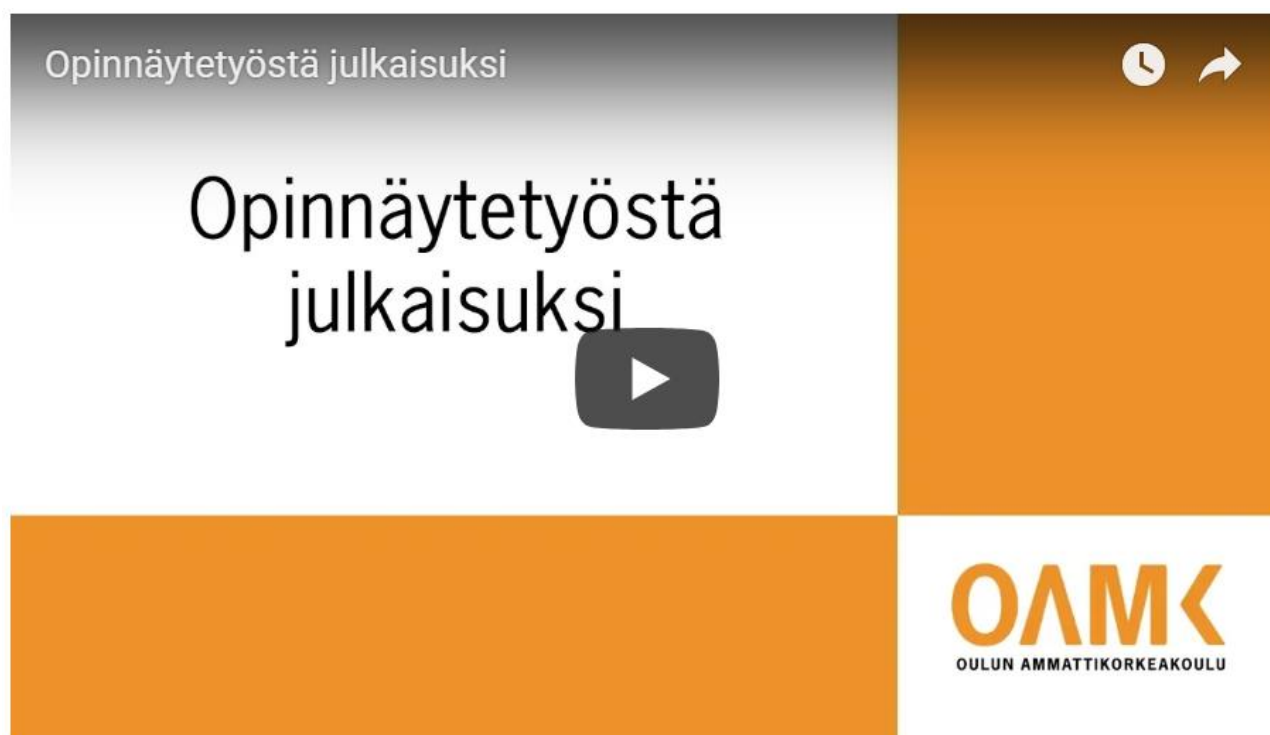 Opinnäytetyöstä julkaisuksi
Opinnäytetyöstä
julkaisuksi
OAMK
OULUN AMMATTIKORKEAKOULU